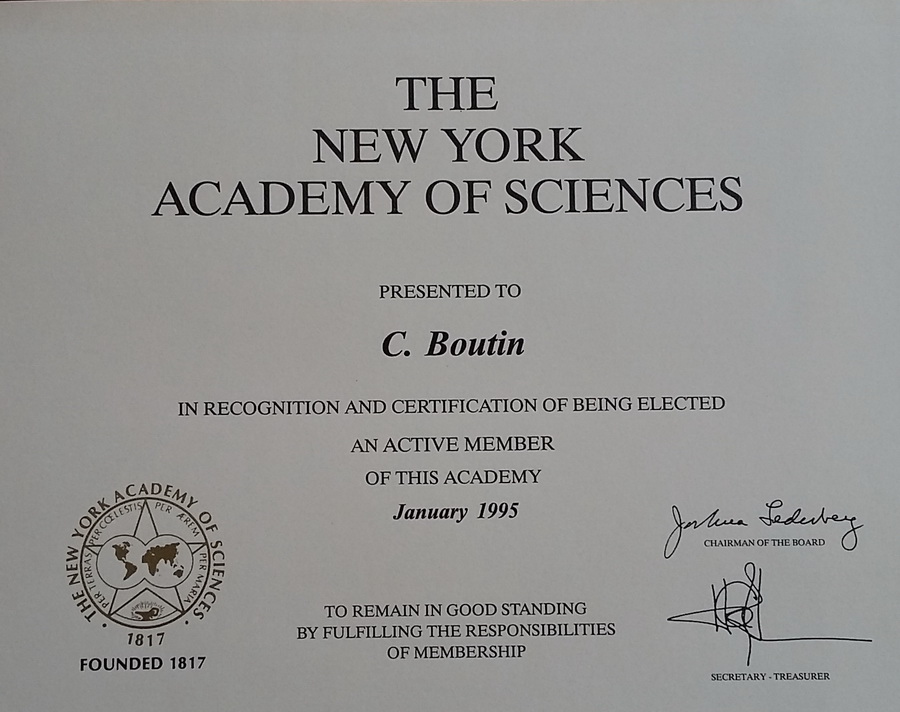 THE
NEW YORK
ACADEMY OF SCIENCES
PRESENTED TO
C. Boutin
IN RECOGNITION AND CERTIFICATION OF BEING ELECTED
AN ACTIVE MEMBER
OF THIS ACADEMY
January 1995
Joshua Lederberg
CHAIRMAN OF THE BOARD
THE NEW YORK ACADEMY OF SCIENCES
PER TERRAS PER CŒLESTIS PER ÆREM PER MARIA
1817
FOUNDED 1817
TO REMAIN IN GOOD STANDING
BY FULFILLING THE RESPONSIBILITIES
OF MEMBERSHIP
SECRETARY - TREASURER